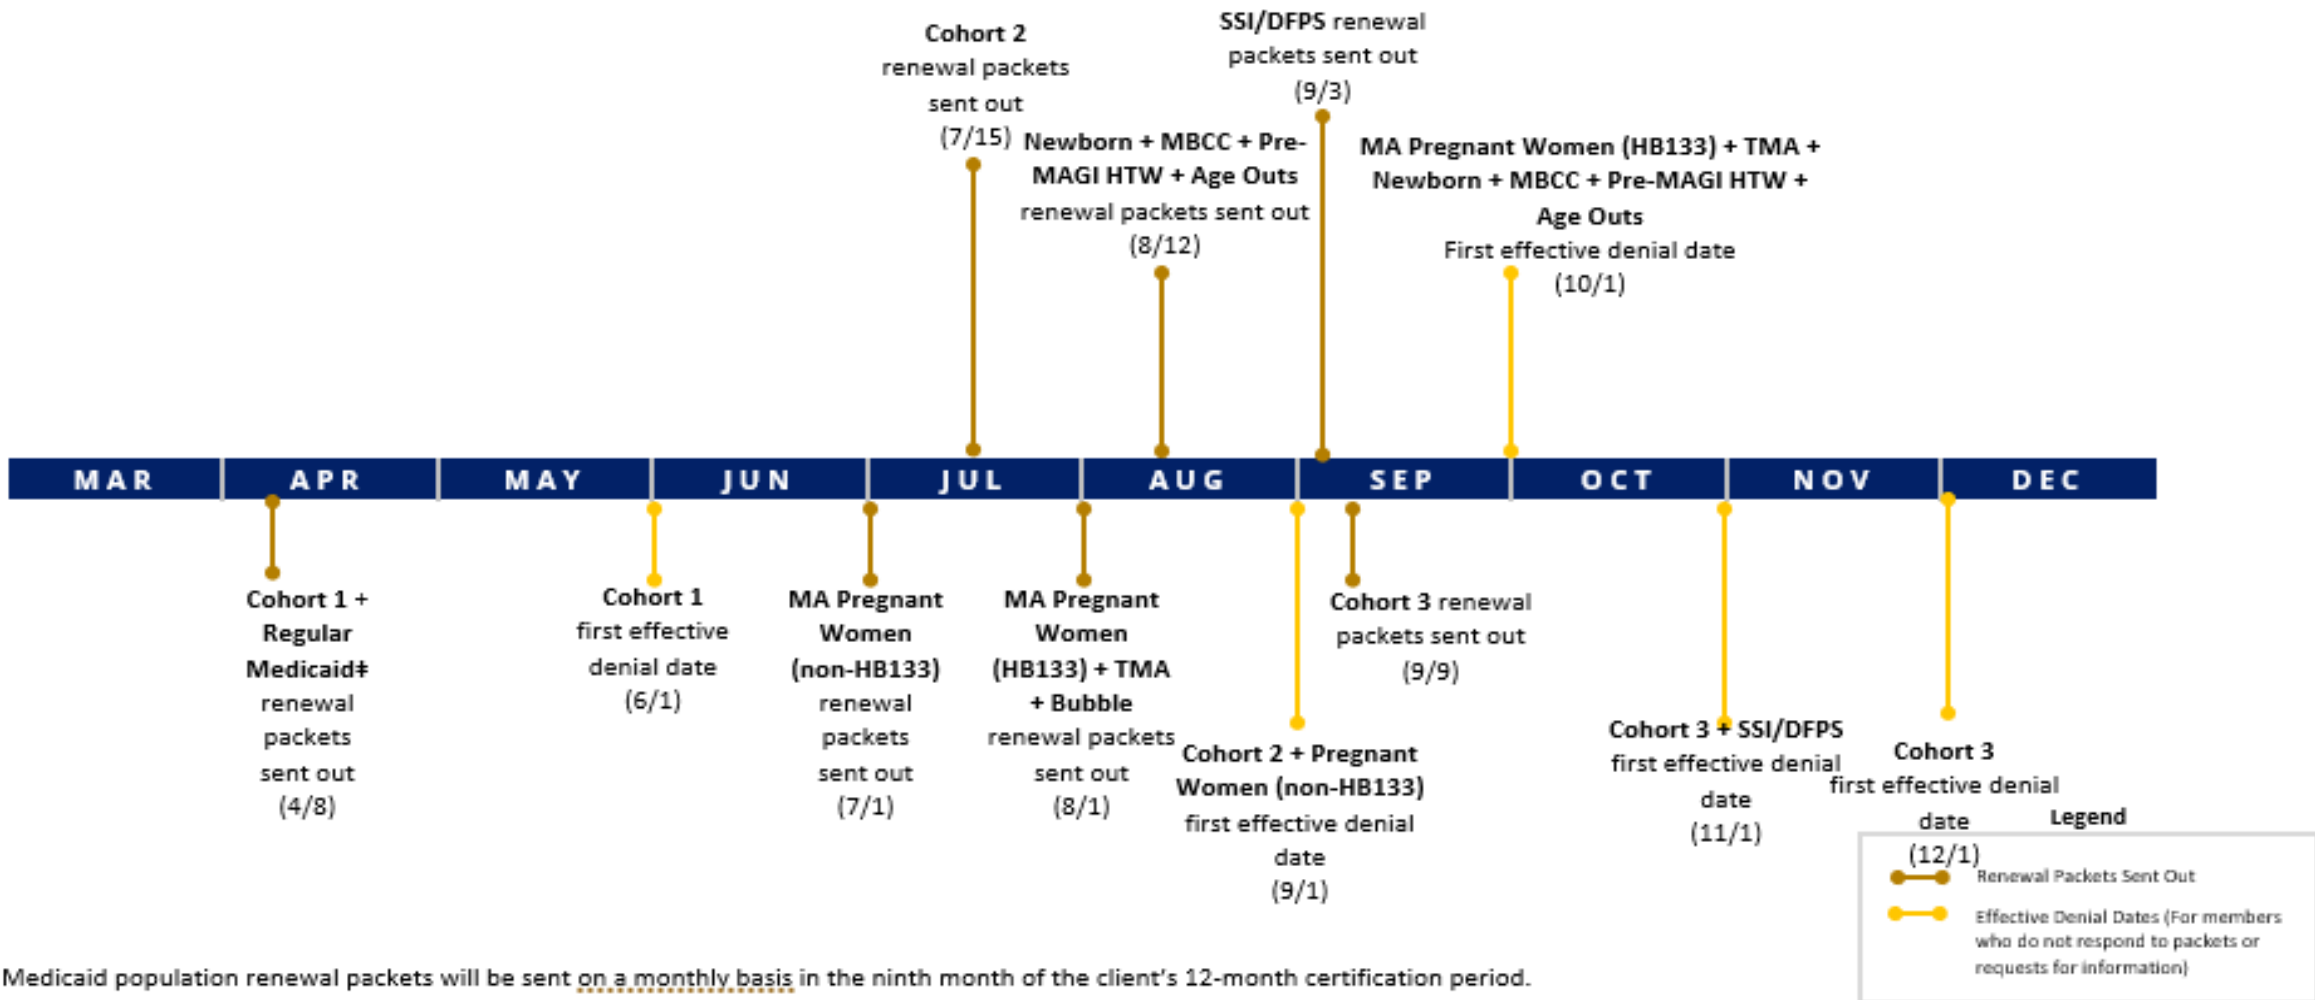 Cohort 2
renewal packets
sent out
(7/15)
Newborn + MBCC + Pre-
MAGI HTW + Age Outs
renewal packets sent out
(8/12)
SSI/DFPS renewal
packets sent out
(9/3)
MA Pregnant Women (HB133) + TMA +
Newborn + MBCC + Pre-MAGI HTW +
Age Outs
First effective denial date
(10/1)
MAR APR MAY JUN JUL AUG SEP OCT NOV DEC
Cohort 1 +
Regular
Medicaid‡
renewal
packets
sent out
(4/8)
Cohort 1
first effective
denial date
(6/1)
MA Pregnant
Women
(non-HB133)
renewal
packets
sent out
(7/1)
MA Pregnant
Women
(HB133) + TMA
+ Bubble
renewal packets
sent out
(8/1)
Cohort 2 + Pregnant
Women (non-HB133)
first effective denial
date
(9/1)
Cohort 3 renewal
packets sent out
(9/9)
Cohort 3 + SSI/DFPS
first effective denial
date
(11/1)
Cohort 3
first effective denial
date
(12/1)
Legend
Renewal Packets Sent Out
Effective Denial Dates (For members
who do not respond to packets or
requests for information)
Medicaid population renewal packets will be sent on a monthly basis in the ninth month of the client's 12-month certification period.